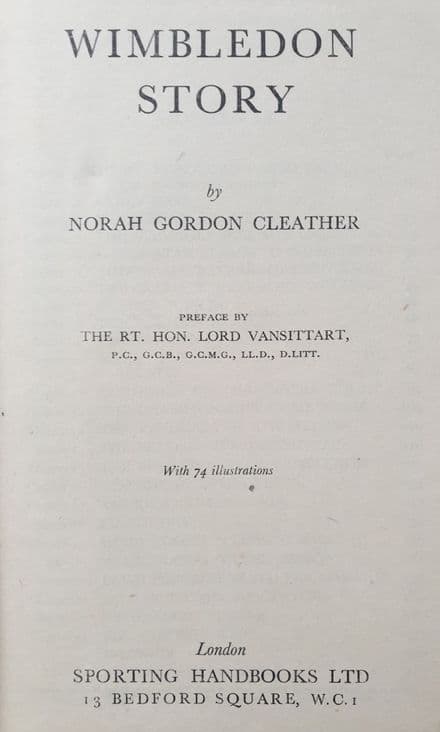 WIMBLEDON
STORY
by
NORAH GORDON CLEATHER
PREFACE BY
THE RT. HON. LORD VANSITTART,
P.C., G.C.B., G.C.M.G., LL.D., D.LITT.
With 74 illustrations
London
SPORTING HANDBOOKS LTD
13 BEDFORD SQUARE, W.C.1